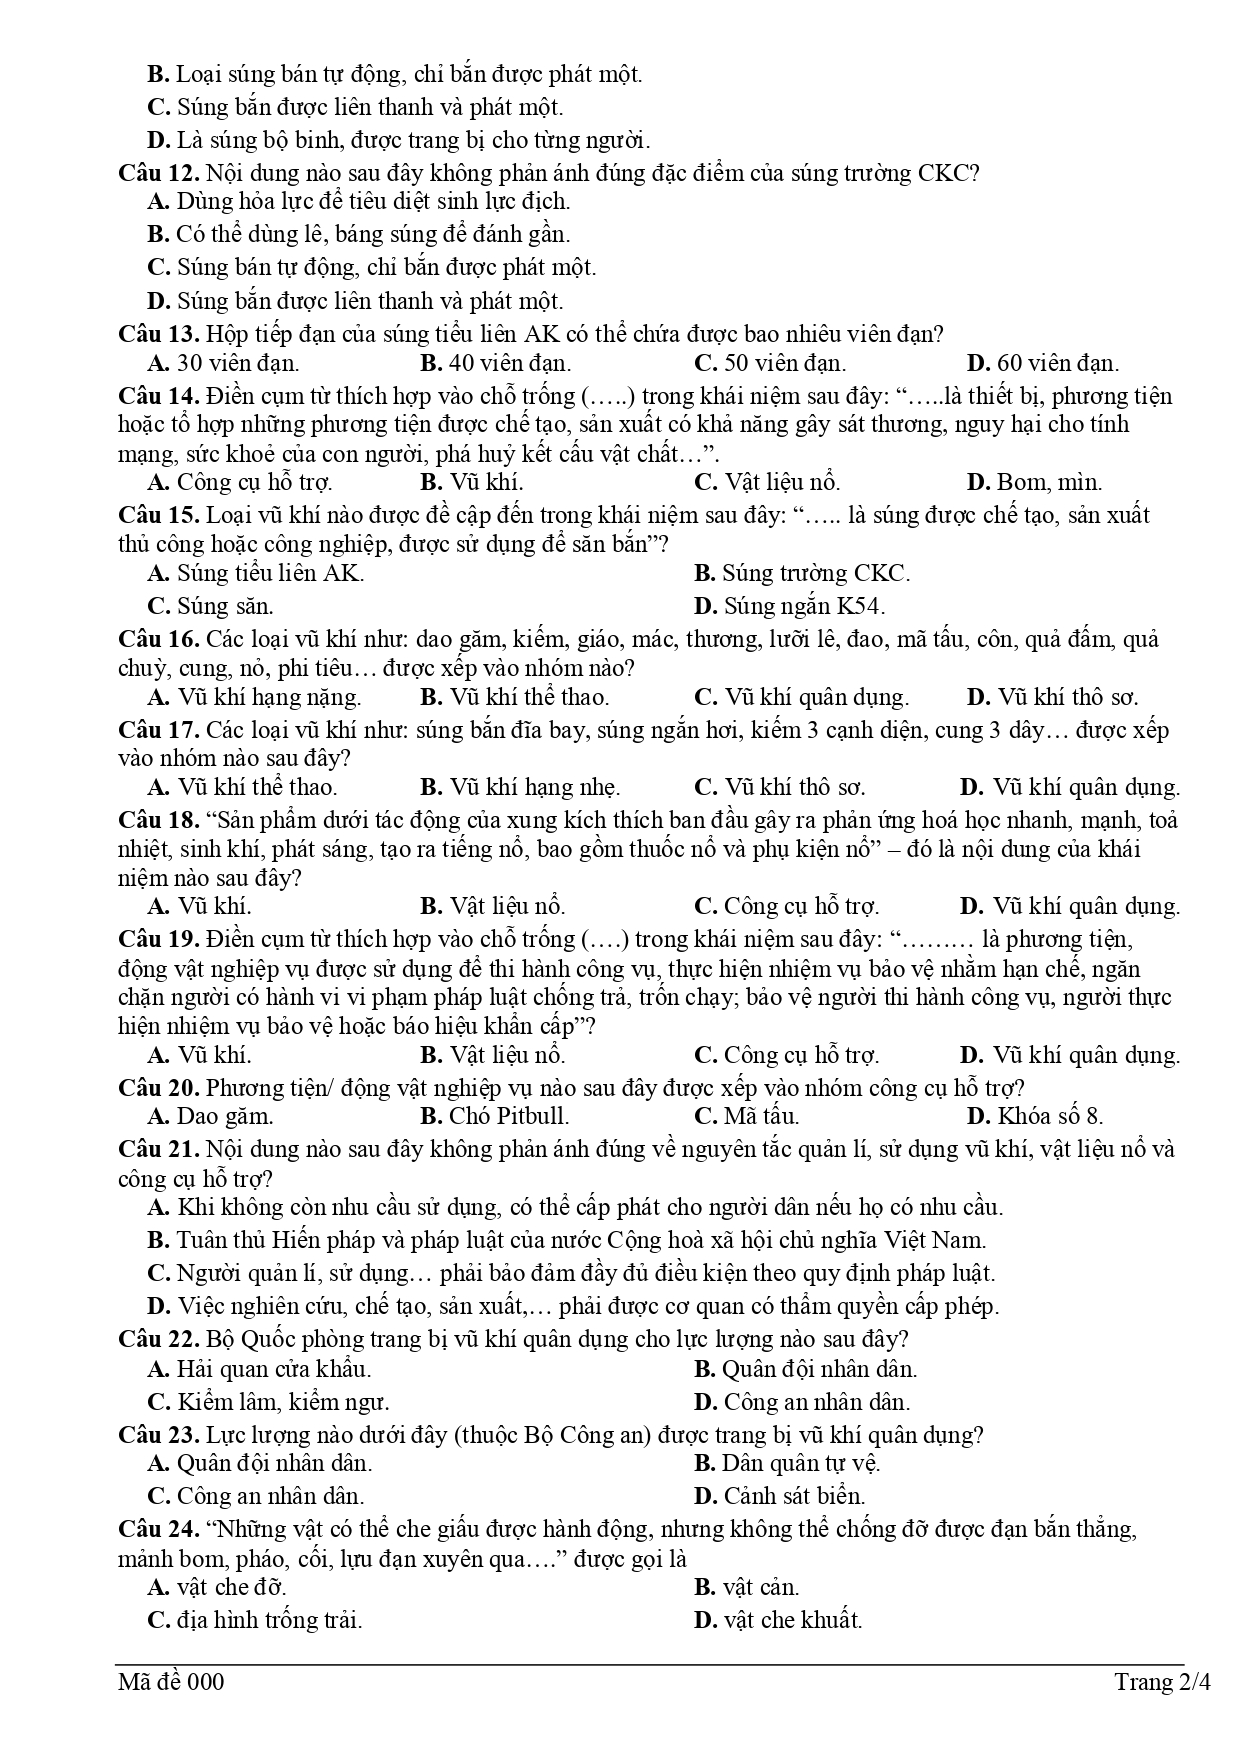 B. Loại súng bán tự động, chỉ bắn được phát một.
C. Súng bắn được liên thanh và phát một.
D. Là súng bộ binh, được trang bị cho từng người.
Câu 12. Nội dung nào sau đây không phản ánh đúng đặc điểm của súng trường CKC?
A. Dùng hỏa lực để tiêu diệt sinh lực địch.
B. Có thể dùng lê, báng súng để đánh gần.
C. Súng bán tự động, chỉ bắn được phát một.
D. Súng bắn được liên thanh và phát một.
Câu 13. Hộp tiếp đạn của súng tiểu liên AK có thể chứa được bao nhiêu viên đạn?
A. 30 viên đạn. B. 40 viên đạn. C. 50 viên đạn. D. 60 viên đạn.
Câu 14. Điền cụm từ thích hợp vào chỗ trống (…..) trong khái niệm sau đây: “…..là thiết bị, phương tiện
hoặc tổ hợp những phương tiện được chế tạo, sản xuất có khả năng gây sát thương, nguy hại cho tính
mạng, sức khoẻ của con người, phá huỷ kết cấu vật chất…”.
A. Công cụ hỗ trợ. B. Vũ khí. C. Vật liệu nổ. D. Bom, mìn.
Câu 15. Loại vũ khí nào được đề cập đến trong khái niệm sau đây: “….. là súng được chế tạo, sản xuất
thủ công hoặc công nghiệp, được sử dụng để săn bắn”?
A. Súng tiểu liên AK. B. Súng trường CKC.
C. Súng săn. D. Súng ngắn K54.
Câu 16. Các loại vũ khí như: dao găm, kiếm, giáo, mác, thương, lưỡi lê, đao, mã tấu, côn, quả đấm, quả
chuỳ, cung, nỏ, phi tiêu… được xếp vào nhóm nào?
A. Vũ khí hạng nặng. B. Vũ khí thể thao. C. Vũ khí quân dụng. D. Vũ khí thô sơ.
Câu 17. Các loại vũ khí như: súng bắn đĩa bay, súng ngắn hơi, kiếm 3 cạnh diện, cung 3 dây… được xếp
vào nhóm nào sau đây?
A. Vũ khí thể thao. B. Vũ khí hạng nhẹ. C. Vũ khí thô sơ. D. Vũ khí quân dụng.
Câu 18. “Sản phẩm dưới tác động của xung kích thích ban đầu gây ra phản ứng hoá học nhanh, mạnh, toả
nhiệt, sinh khí, phát sáng, tạo ra tiếng nổ, bao gồm thuốc nổ và phụ kiện nổ” – đó là nội dung của khái
niệm nào sau đây?
A. Vũ khí. B. Vật liệu nổ. C. Công cụ hỗ trợ. D. Vũ khí quân dụng.
Câu 19. Điền cụm từ thích hợp vào chỗ trống (….) trong khái niệm sau đây: “……… là phương tiện,
động vật nghiệp vụ được sử dụng để thi hành công vụ, thực hiện nhiệm vụ bảo vệ nhằm hạn chế, ngăn
chặn người có hành vi vi phạm pháp luật chống trả, trốn chạy; bảo vệ người thi hành công vụ, người thực
hiện nhiệm vụ bảo vệ hoặc báo hiệu khẩn cấp”?
A. Vũ khí. B. Vật liệu nổ. C. Công cụ hỗ trợ. D. Vũ khí quân dụng.
Câu 20. Phương tiện/ động vật nghiệp vụ nào sau đây được xếp vào nhóm công cụ hỗ trợ?
A. Dao găm. B. Chó Pitbull. C. Mã tấu. D. Khóa số 8.
Câu 21. Nội dung nào sau đây không phản ánh đúng về nguyên tắc quản lí, sử dụng vũ khí, vật liệu nổ và
công cụ hỗ trợ?
A. Khi không còn nhu cầu sử dụng, có thể cấp phát cho người dân nếu họ có nhu cầu.
B. Tuân thủ Hiến pháp và pháp luật của nước Cộng hoà xã hội chủ nghĩa Việt Nam.
C. Người quản lí, sử dụng… phải bảo đảm đầy đủ điều kiện theo quy định pháp luật.
D. Việc nghiên cứu, chế tạo, sản xuất,… phải được cơ quan có thẩm quyền cấp phép.
Câu 22. Bộ Quốc phòng trang bị vũ khí quân dụng cho lực lượng nào sau đây?
A. Hải quan cửa khẩu. B. Quân đội nhân dân.
C. Kiểm lâm, kiểm ngư. D. Công an nhân dân.
Câu 23. Lực lượng nào dưới đây (thuộc Bộ Công an) được trang bị vũ khí quân dụng?
A. Quân đội nhân dân. B. Dân quân tự vệ.
C. Công an nhân dân. D. Cảnh sát biển.
Câu 24. “Những vật có thể che giấu được hành động, nhưng không thể chống đỡ được đạn bắn thẳng,
mảnh bom, pháo, cối, lựu đạn xuyên qua….” được gọi là
A. vật che đỡ. B. vật cản.
C. địa hình trống trải. D. vật che khuất.
Mã đề 000 Trang 2/4